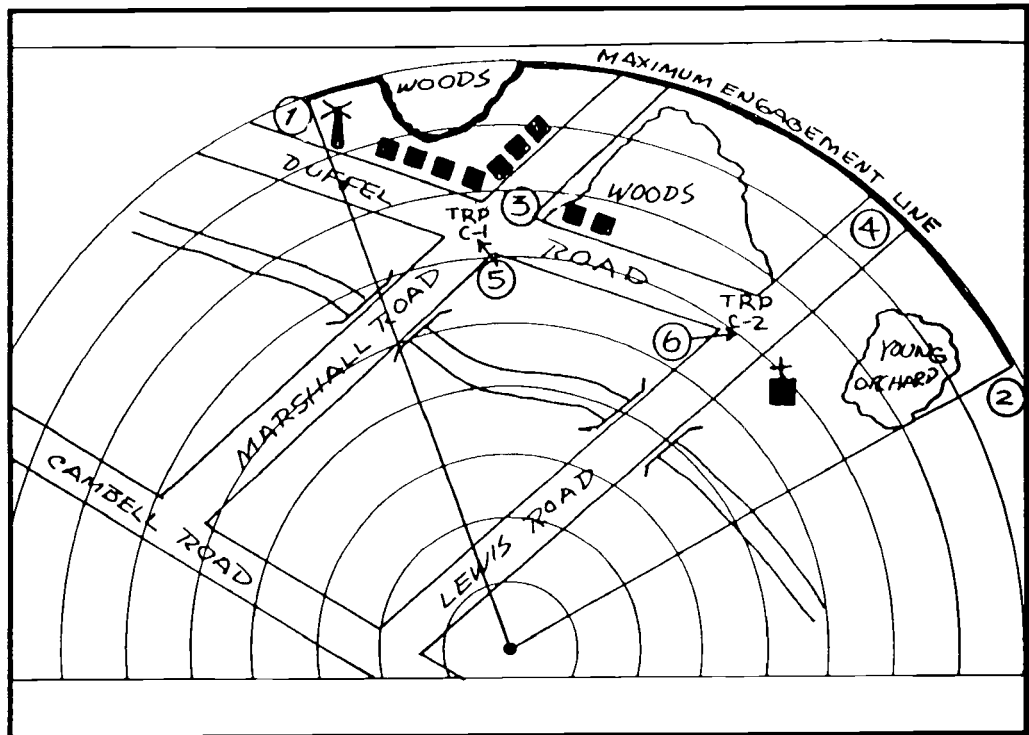 MAXIMUM ENGAGEMENT LINE
WOODS
1
DUFFEL
ROAD
WOODS
TRP
C-1
3
4
5
MARSHALL ROAD
TRP
C-2
6
YOUNG
ORCHARD
2
CAMBELL ROAD
LEWIS ROAD